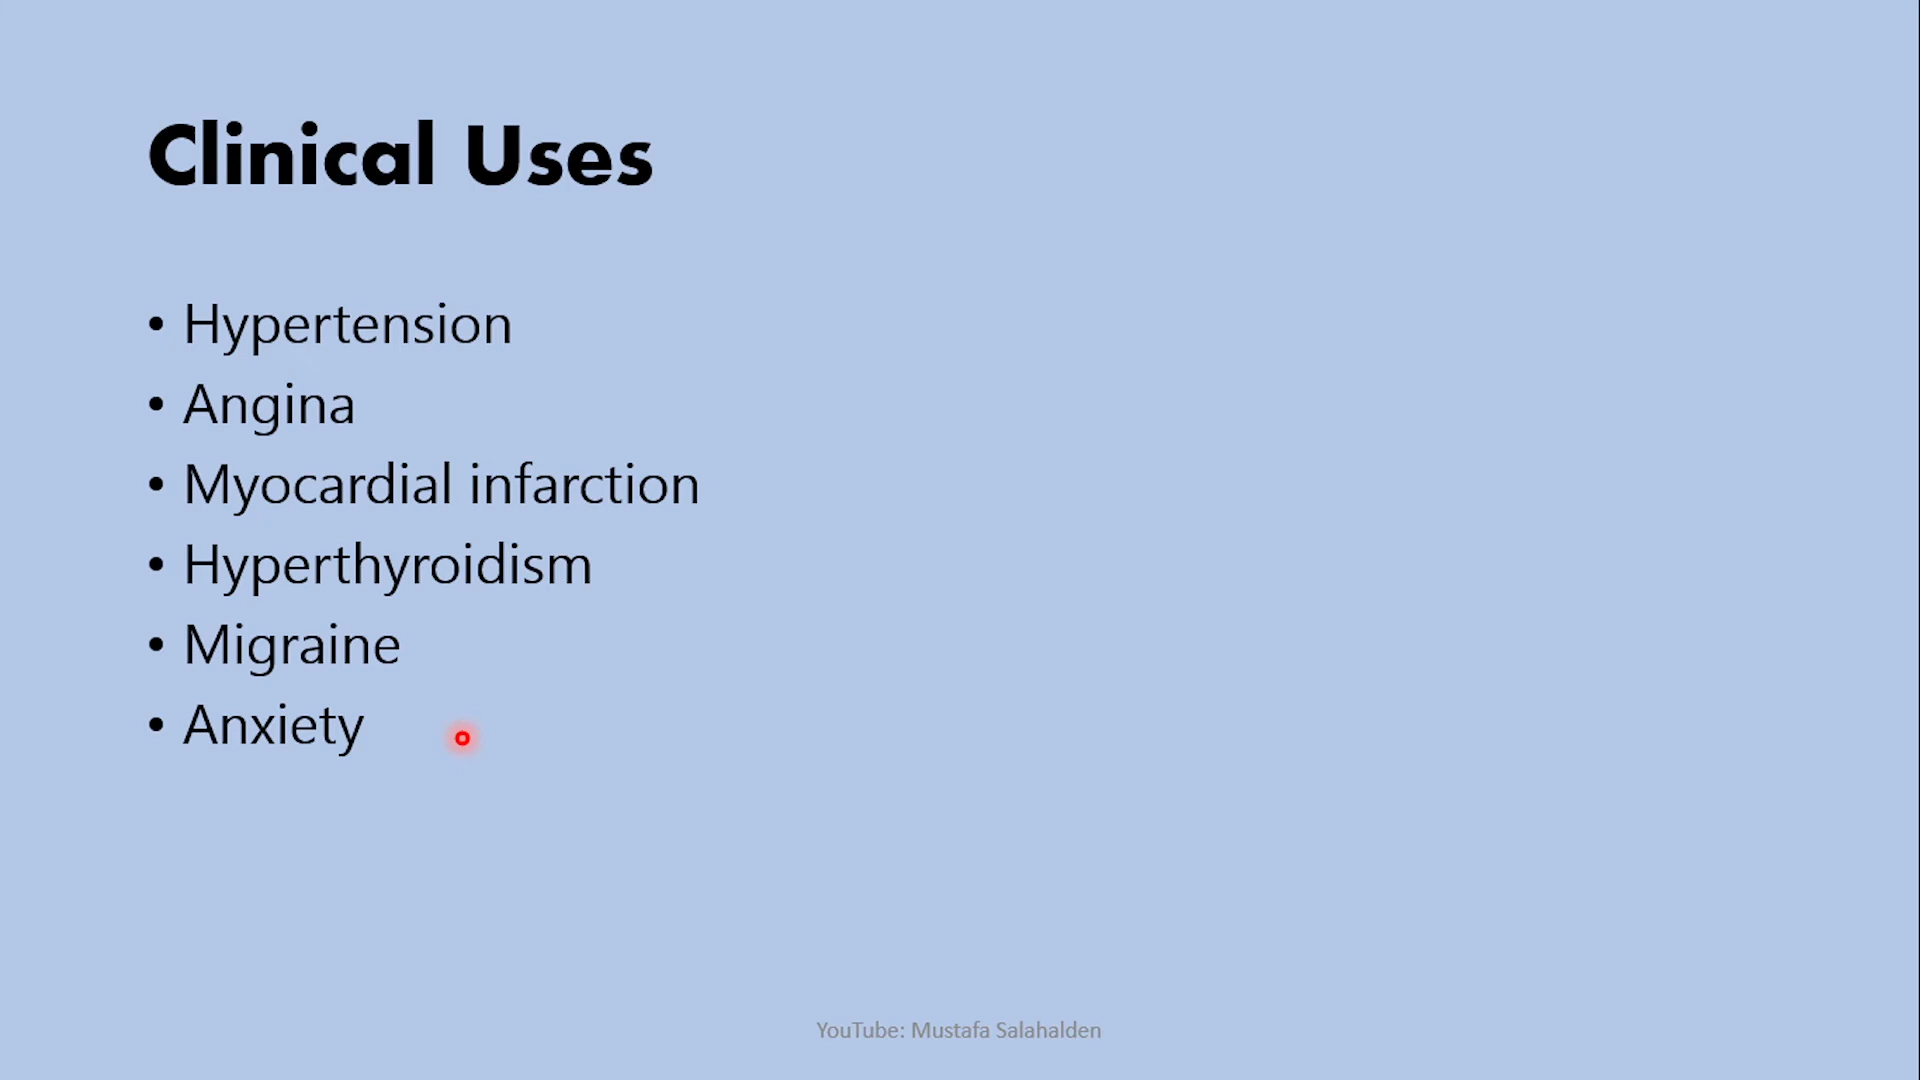 Clinical Uses
• Hypertension
• Angina
• Myocardial infarction
• Hyperthyroidism
• Migraine
• Anxiety
YouTube: Mustafa Salahalden